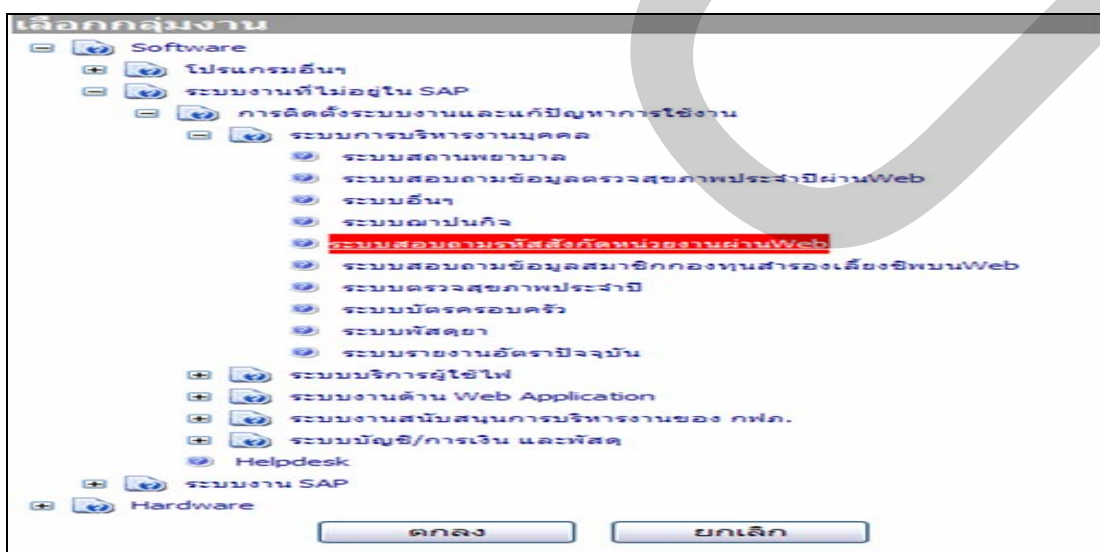 เลือกกลุ่มงาน
Software
โปรแกรมอื่นๆ
ระบบงานที่ไม่อยู่ใน SAP
การติดตั้งระบบงานและแก้ปัญหาการใช้งาน
ระบบการบริหารงานบุคคล
ระบบสถานพยาบาล
ระบบสอบถามข้อมูลตรวจสุขภาพประจำปีผ่านWeb
ระบบอื่นๆ
ระบบฌาปนกิจ
ระบบสอบถามรหัสสังกัดหน่วยงานผ่านWeb
ระบบสอบถามข้อมูลสมาชิกกองทุนสำรองเลี้ยงชีพบนWeb
ระบบตรวจสุขภาพประจำปี
ระบบบัตรครอบครัว
ระบบพัสดุยา
ระบบรายงานอัตราปัจจุบัน
ระบบบริการผู้ใช้ไฟ
ระบบงานด้าน Web Application
ระบบงานสนับสนุนการบริหารงานของ กฟภ.
ระบบบัญชี/การเงิน และพัสดุ
Helpdesk
ระบบงาน SAP
Hardware
ตกลง ยกเลิก